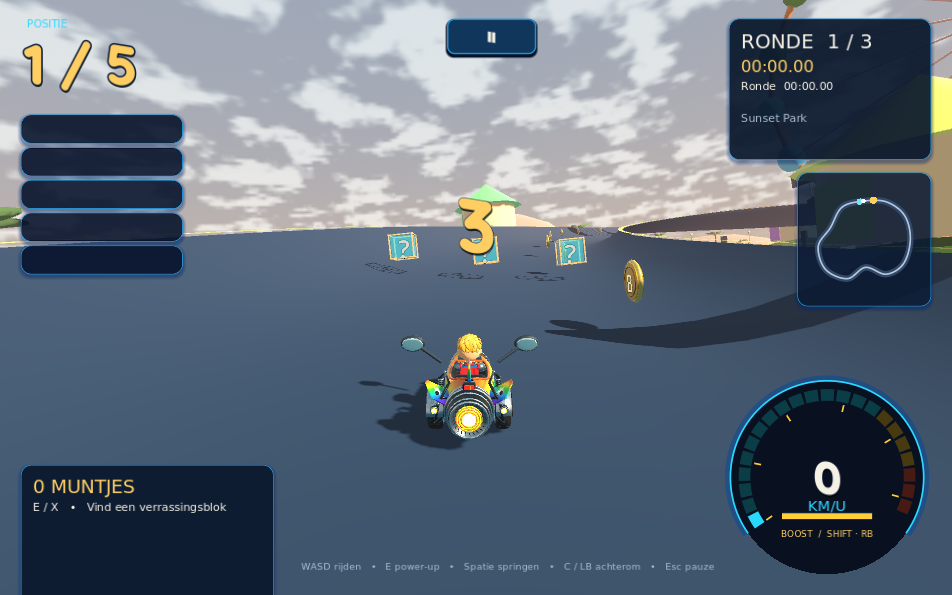 POSITIE
1 / 5
RONDE 1 / 3
00:00.00
Ronde 00:00.00
Sunset Park
3
?
?
?
0 MUNTJES
E / X • Vind een verrassingsblok
0
KM/U
BOOST / SHIFT · RB
WASD rijden • E power-up • Spatie springen • C / LB achterom • Esc pauze